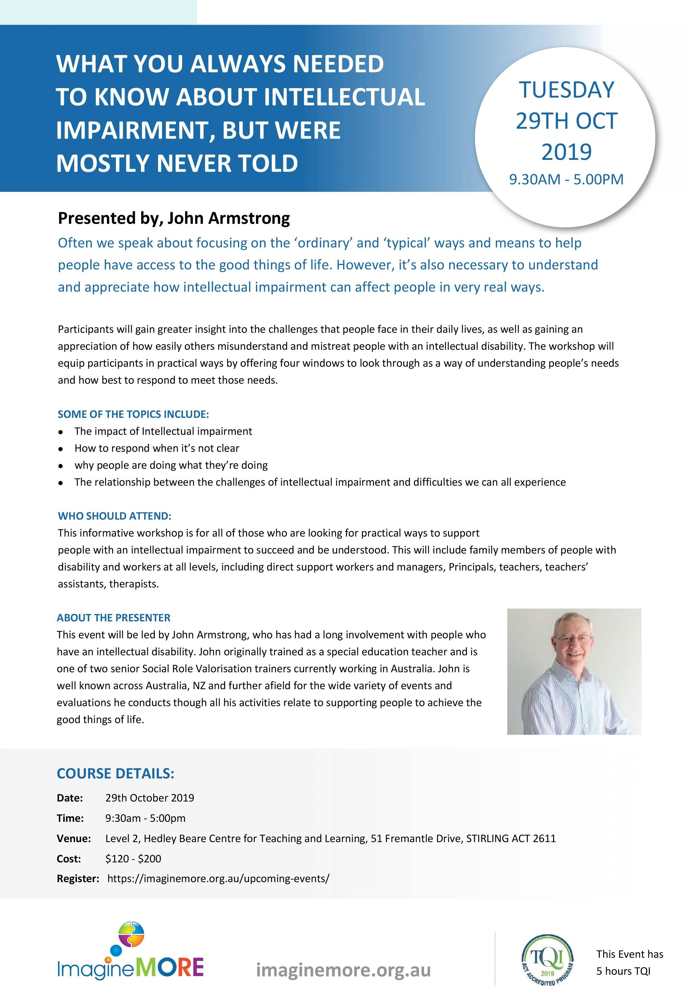 WHAT YOU ALWAYS NEEDED
TO KNOW ABOUT INTELLECTUAL
IMPAIRMENT, BUT WERE
MOSTLY NEVER TOLD
TUESDAY
29TH OCT
2019
9.30AM - 5.00PM
Presented by, John Armstrong
Often we speak about focusing on the ‘ordinary’ and ‘typical’ ways and means to help
people have access to the good things of life. However, it’s also necessary to understand
and appreciate how intellectual impairment can affect people in very real ways.
Participants will gain greater insight into the challenges that people face in their daily lives, as well as gaining an
appreciation of how easily others misunderstand and mistreat people with an intellectual disability. The workshop will
equip participants in practical ways by offering four windows to look through as a way of understanding people’s needs
and how best to respond to meet those needs.
SOME OF THE TOPICS INCLUDE:
• The impact of Intellectual impairment
• How to respond when it’s not clear
• why people are doing what they’re doing
• The relationship between the challenges of intellectual impairment and difficulties we can all experience
WHO SHOULD ATTEND:
This informative workshop is for all of those who are looking for practical ways to support
people with an intellectual impairment to succeed and be understood. This will include family members of people with
disability and workers at all levels, including direct support workers and managers, Principals, teachers, teachers’
assistants, therapists.
ABOUT THE PRESENTER
This event will be led by John Armstrong, who has had a long involvement with people who
have an intellectual disability. John originally trained as a special education teacher and is
one of two senior Social Role Valorisation trainers currently working in Australia. John is
well known across Australia, NZ and further afield for the wide variety of events and
evaluations he conducts though all his activities relate to supporting people to achieve the
good things of life.
COURSE DETAILS:
Date: 29th October 2019
Time: 9:30am - 5:00pm
Venue: Level 2, Hedley Beare Centre for Teaching and Learning, 51 Fremantle Drive, STIRLING ACT 2611
Cost: $120 - $200
Register: https://imaginemore.org.au/upcoming-events/
ImagineMORE
imaginemore.org.au
TQI
2019
ACT ACCREDITED PROGRAM
This Event has
5 hours TQI